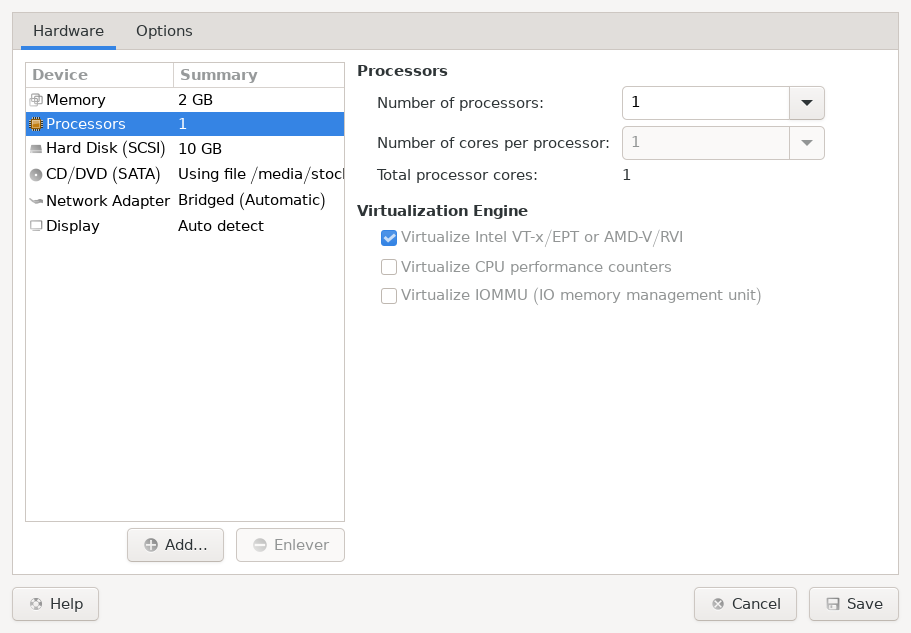 Hardware Options
Device Summary
Memory 2 GB
Processors 1
Hard Disk (SCSI) 10 GB
CD/DVD (SATA) Using file /media/stocl
Network Adapter Bridged (Automatic)
Display Auto detect
Add...
Enlever
Processors
Number of processors: 1
Number of cores per processor: 1
Total processor cores: 1
Virtualization Engine
Virtualize Intel VT-x/EPT or AMD-V/RVI
Virtualize CPU performance counters
Virtualize IOMMU (IO memory management unit)
Help
Cancel
Save